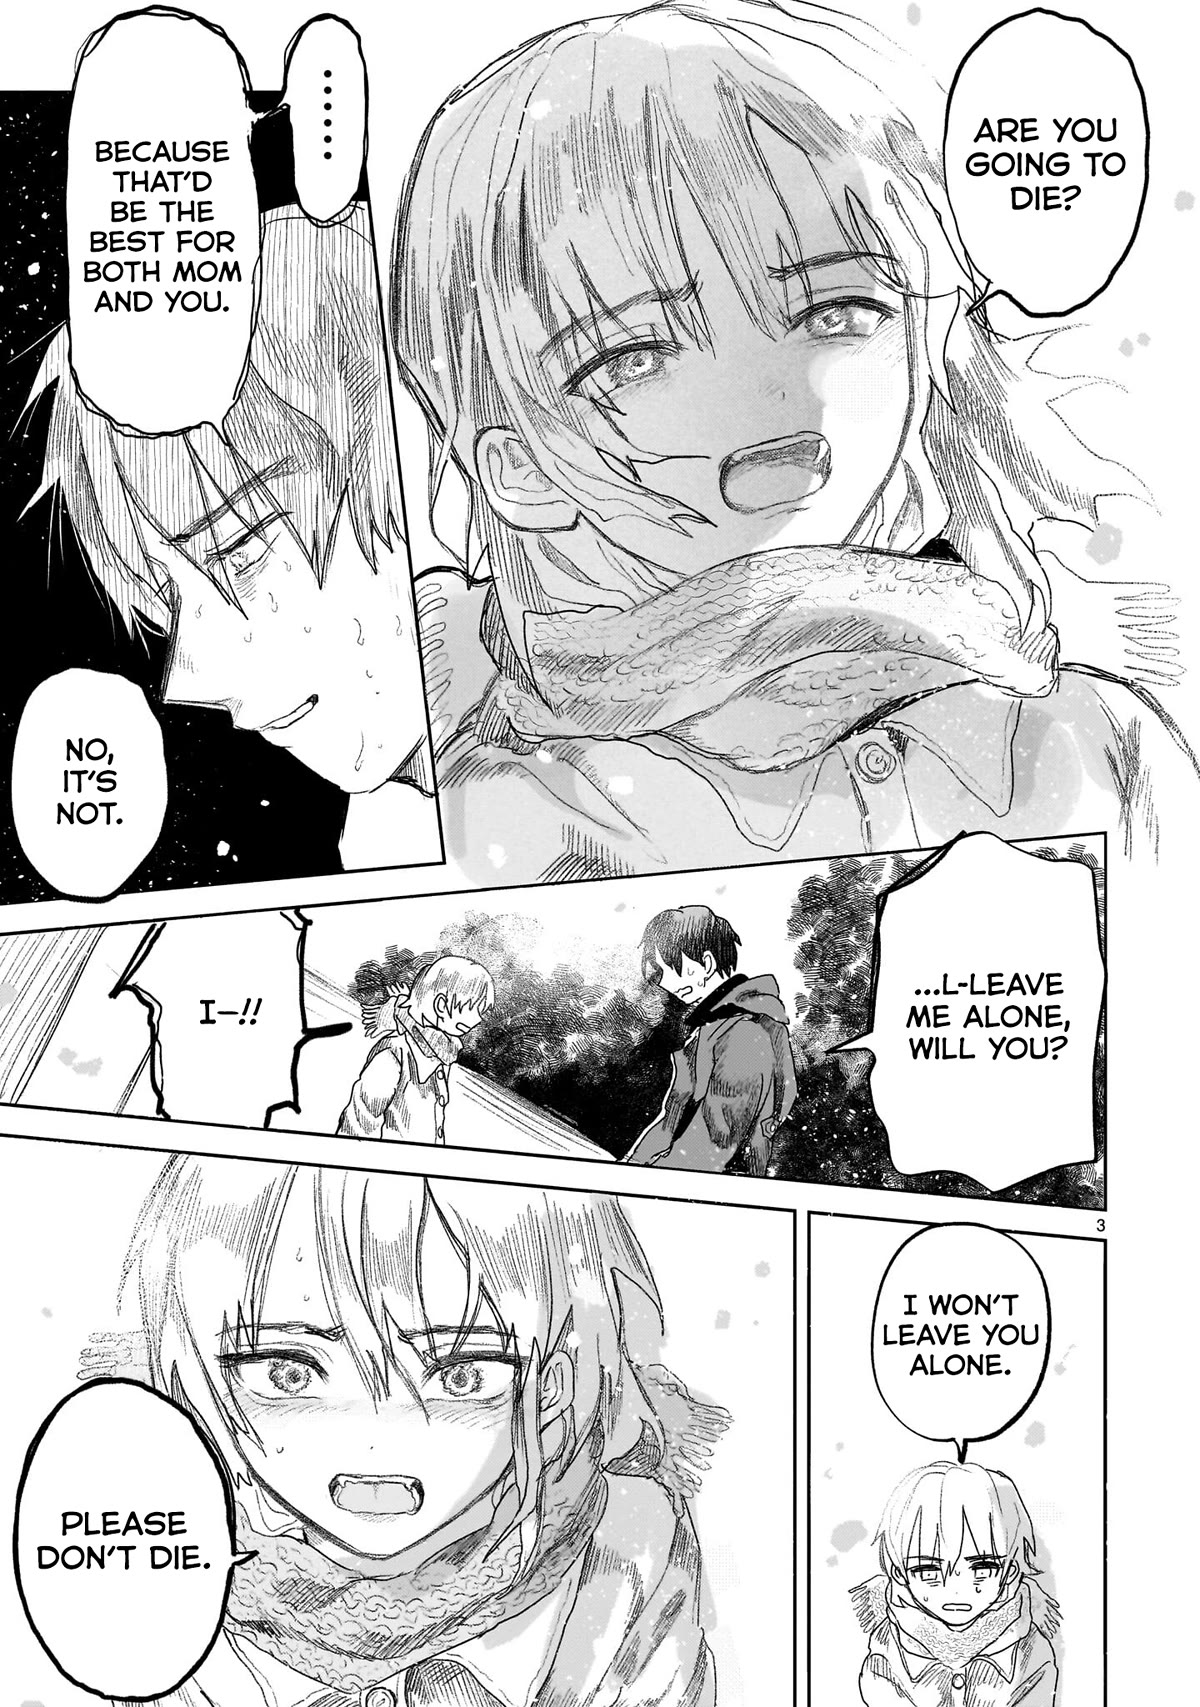 ARE YOU
GOING TO
DIE?
.......
BECAUSE
THAT'D
BE THE
BEST FOR
BOTH MOM
AND YOU.
NO,
IT'S
NOT.
...L-LEAVE
ME ALONE,
WILL YOU?
I-!!
3
I WON'T
LEAVE YOU
ALONE.
PLEASE
DON'T DIE.